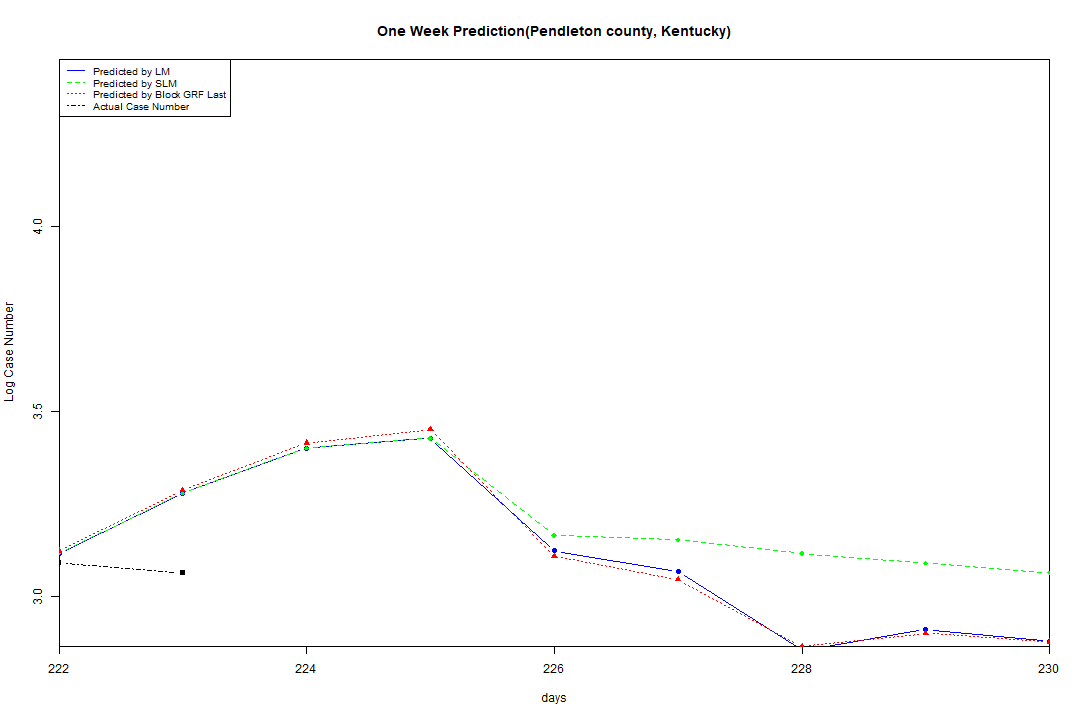 One Week Prediction(Pendleton county, Kentucky)
Predicted by LM
Predicted by SLM
Predicted by Block GRF Last
Actual Case Number
4.0
3.5
3.0
Log Case Number
222 224 226 228 230
days